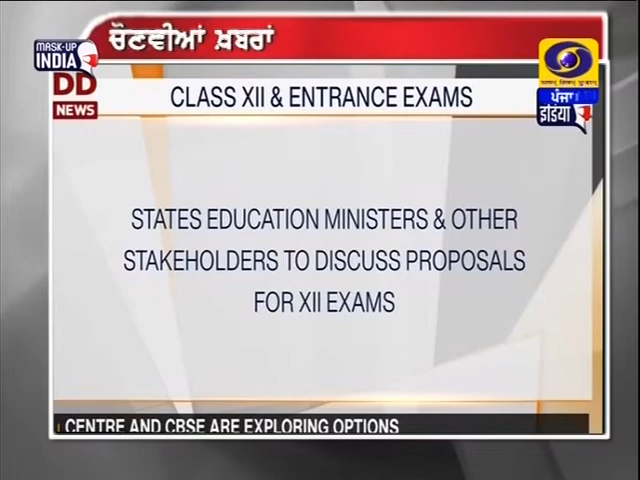 ਚੋਣਵੀਆਂ ਖ਼ਬਰਾਂ
MASK-UP
INDIA
DD
NEWS
ਪੰਜਾ
इंडिया
CLASS XII & ENTRANCE EXAMS
STATES EDUCATION MINISTERS & OTHER
STAKEHOLDERS TO DISCUSS PROPOSALS
FOR XII EXAMS
CENTRE AND CBSE ARE EXPLORING OPTIONS